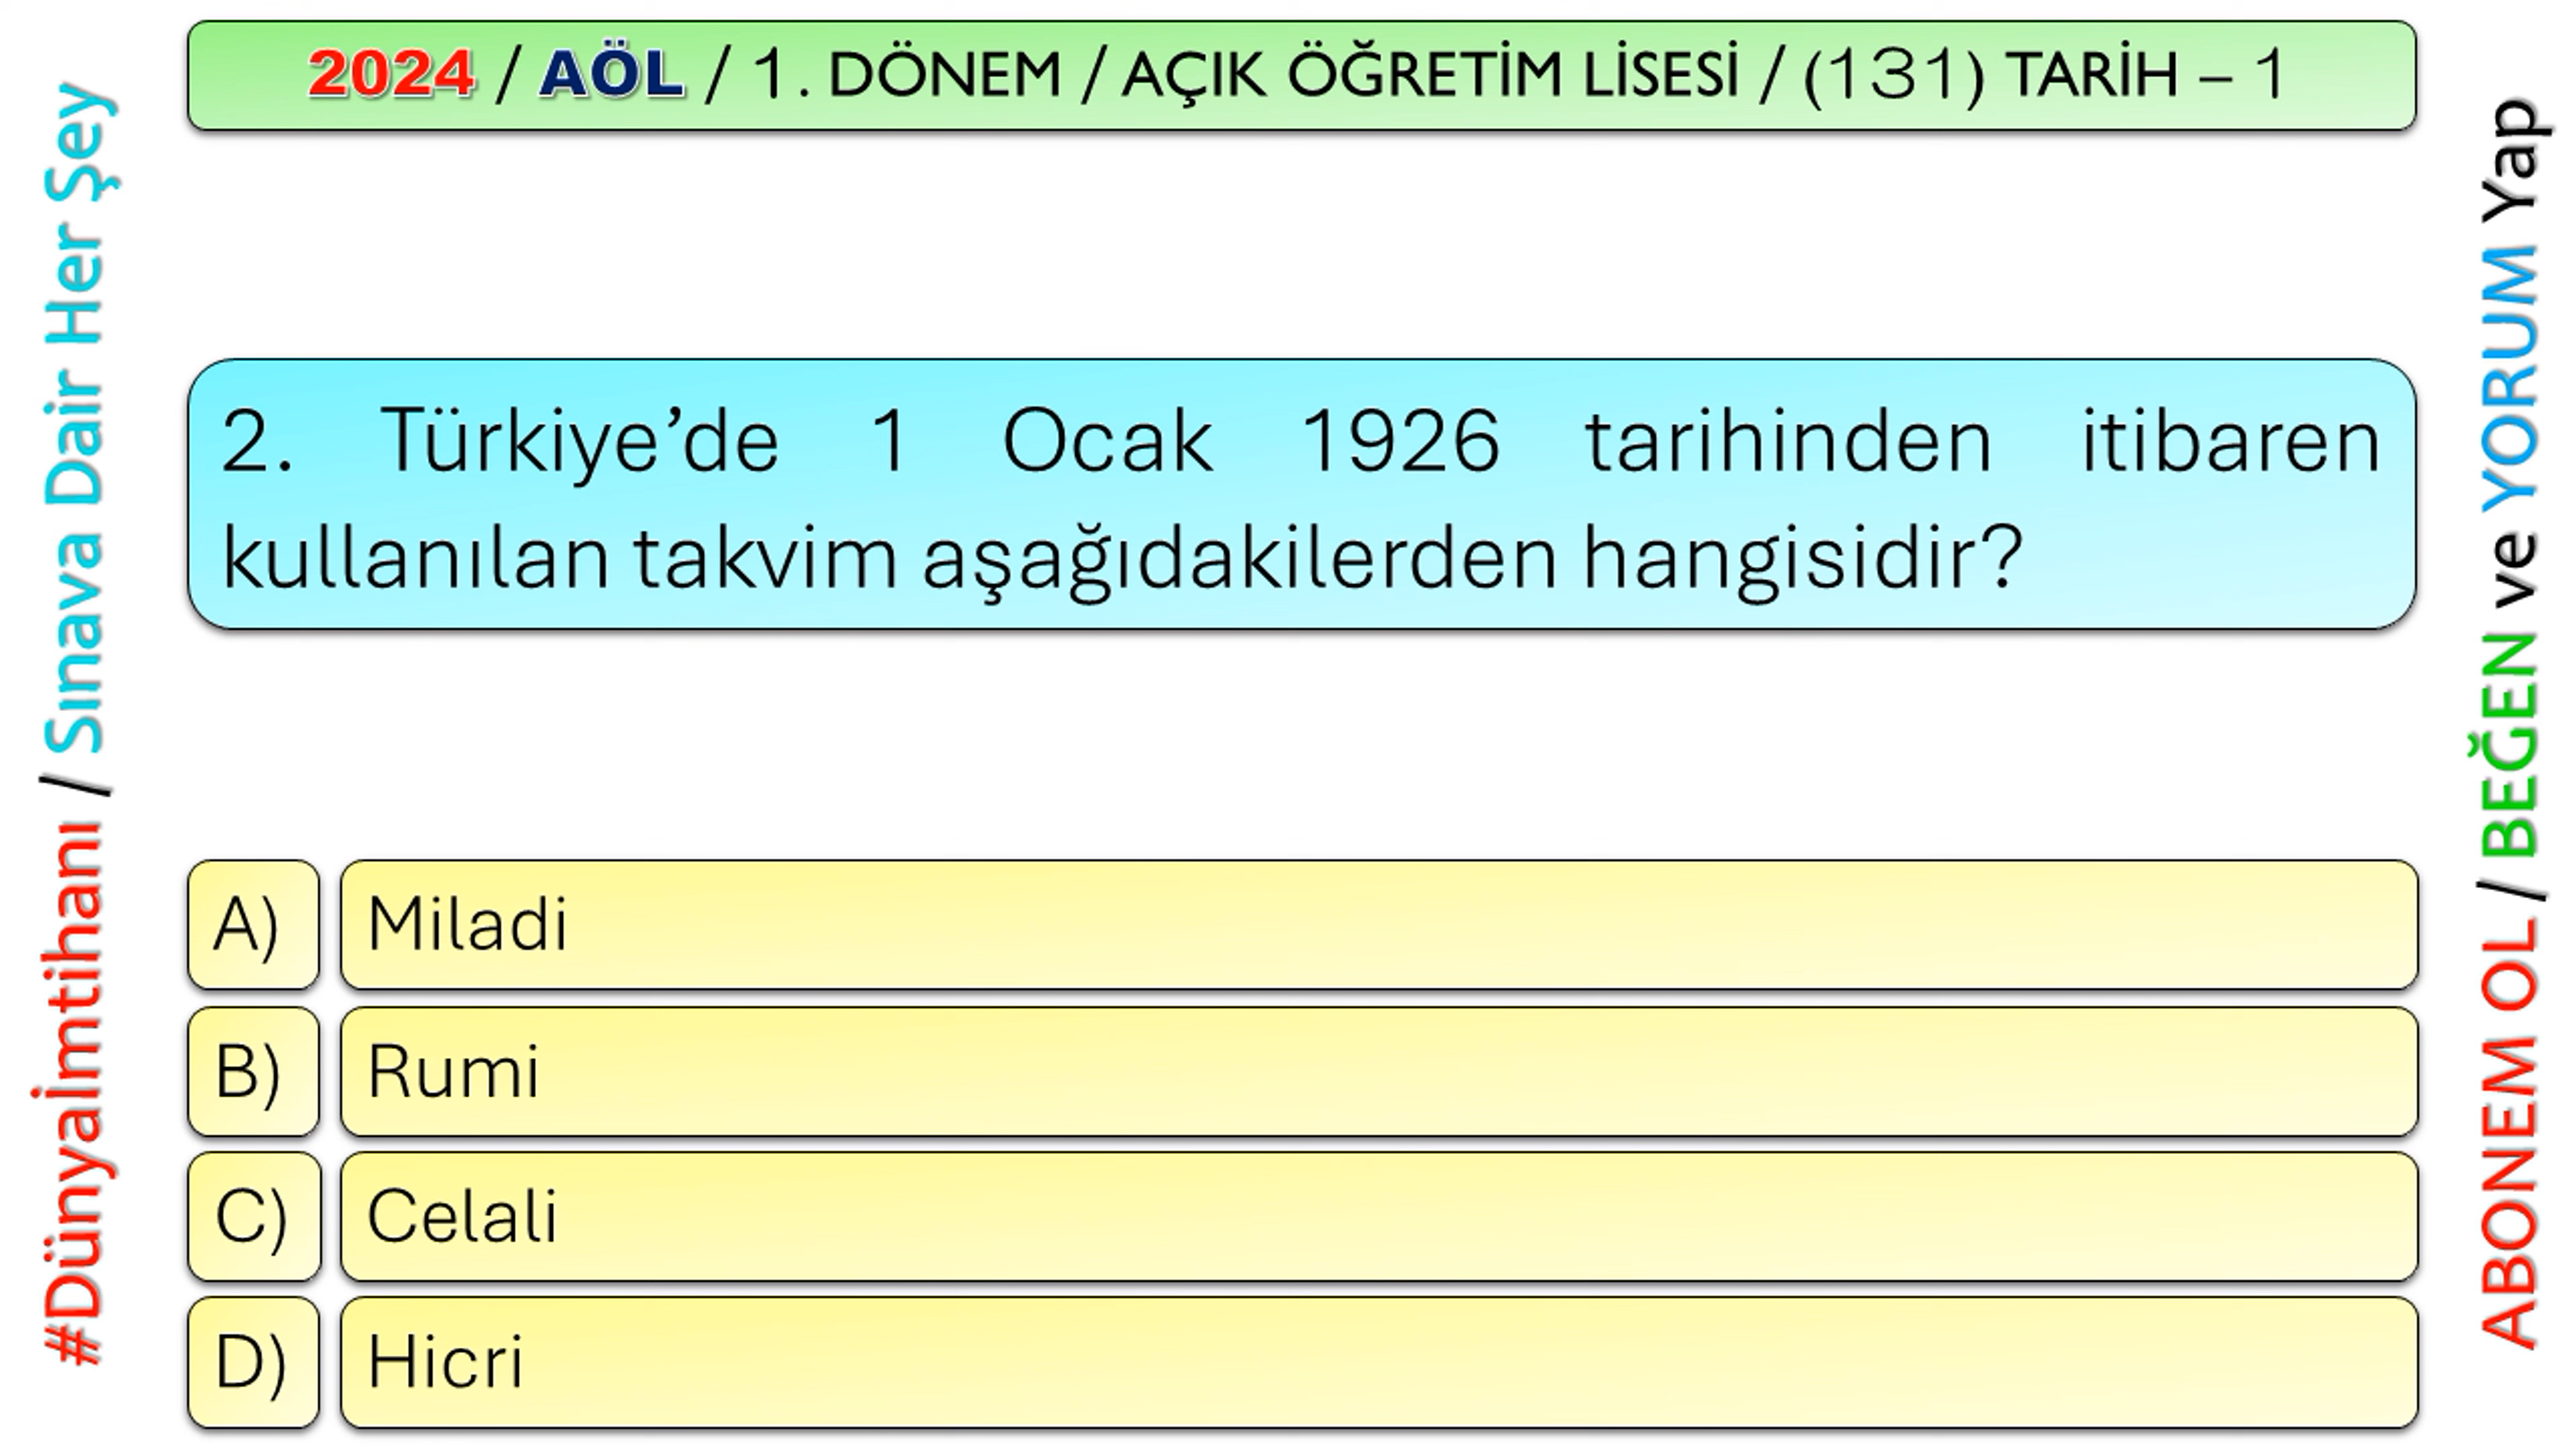 2024 / AÖL / 1. DÖNEM / AÇIK ÖĞRETİM LİSESİ / (131) TARİH – 1
#Dünyaİmtihanı / Sınava Dair Her Şey
2. Türkiye’de 1 Ocak 1926 tarihinden itibaren
kullanılan takvim aşağıdakilerden hangisidir?
A) Miladi
B) Rumi
C) Celali
D) Hicri
ABONEM OL / BEĞEN ve YORUM Yap